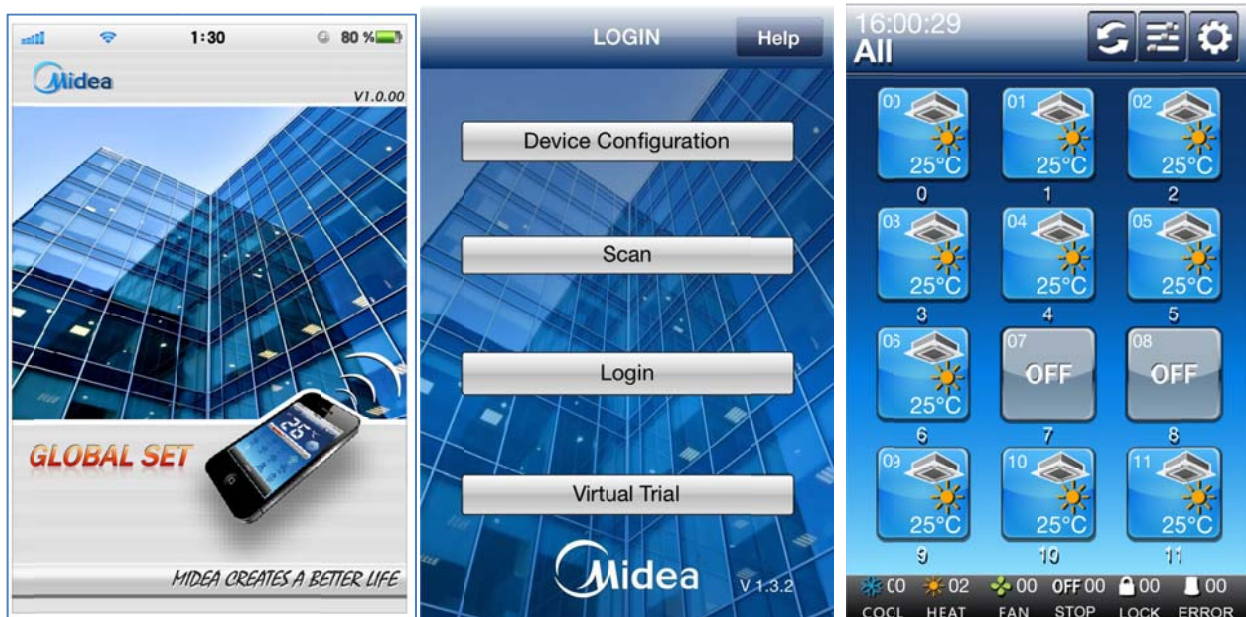 1:30
80 %
Midea
V1.0.00
26
GLOBAL SET
MIDEA CREATES A BETTER LIFE
LOGIN
Help
Device Configuration
Scan
Login
Virtual Trial
Midea
V 1.3.2
16:00:29
All
00 01 02
25°C 25°C 25°C
0 1 2
03 04 05
25°C 25°C 25°C
3 4 5
06 07 08
OFF OFF
25°C
6 7 8
09 10 11
25°C 25°C 25°C
9 10 11
00 02 00 OFF 00 00 00
COOL HEAT FAN STOP LOCK ERROR